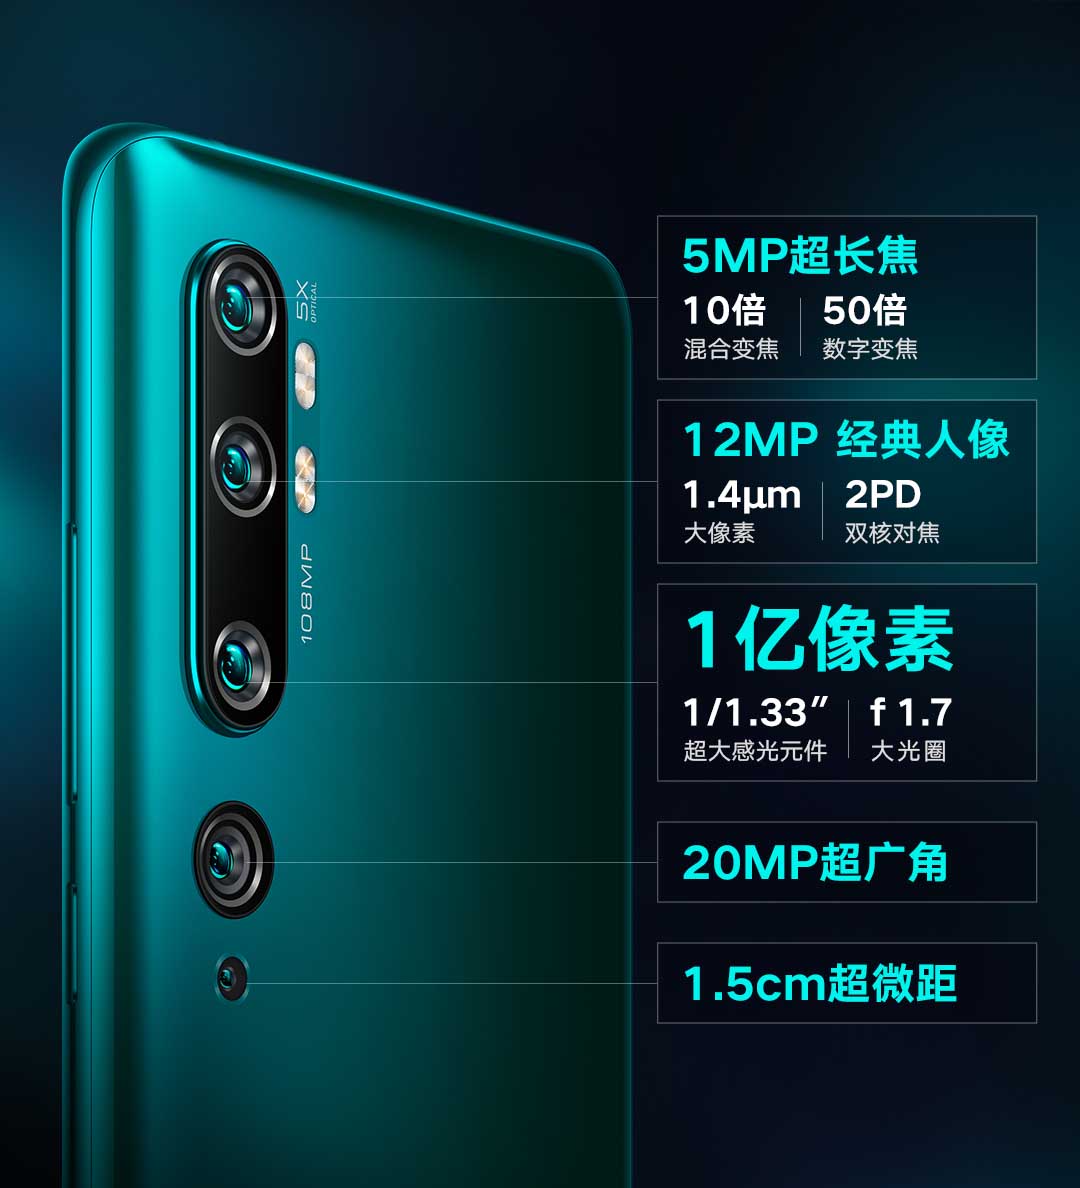 5X
OPTICAL
108MP
5MP超长焦
10倍 50倍
混合变焦 数字变焦
12MP 经典人像
1.4μm 2PD
大像素 双核对焦
1亿像素
1/1.33″ f 1.7
超大感光元件 大光圈
20MP超广角
1.5cm超微距